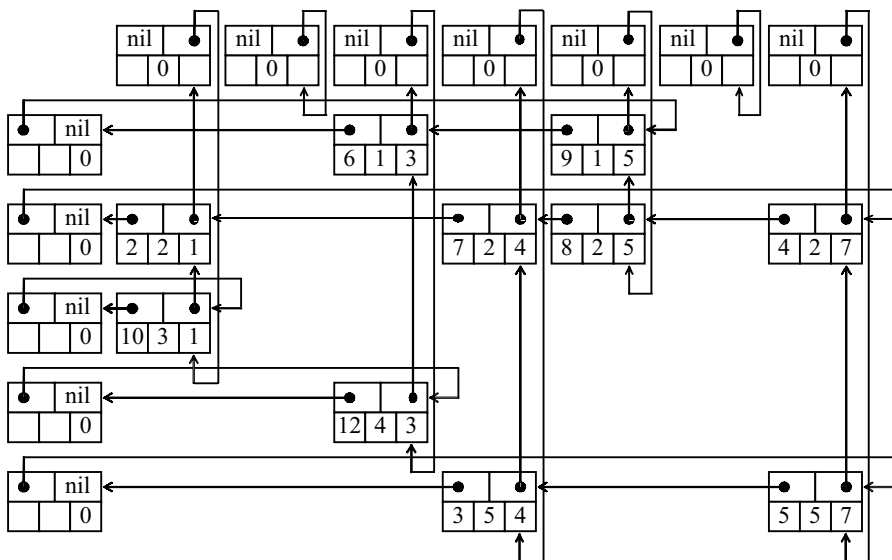 nil nil nil nil nil nil nil
0 0 0 0 0 0 0
nil
0 6 1 3 9 1 5
nil
0 2 2 1 7 2 4 8 2 5 4 2 7
nil
0 10 3 1
nil
0 12 4 3
nil
0 3 5 4 5 5 7